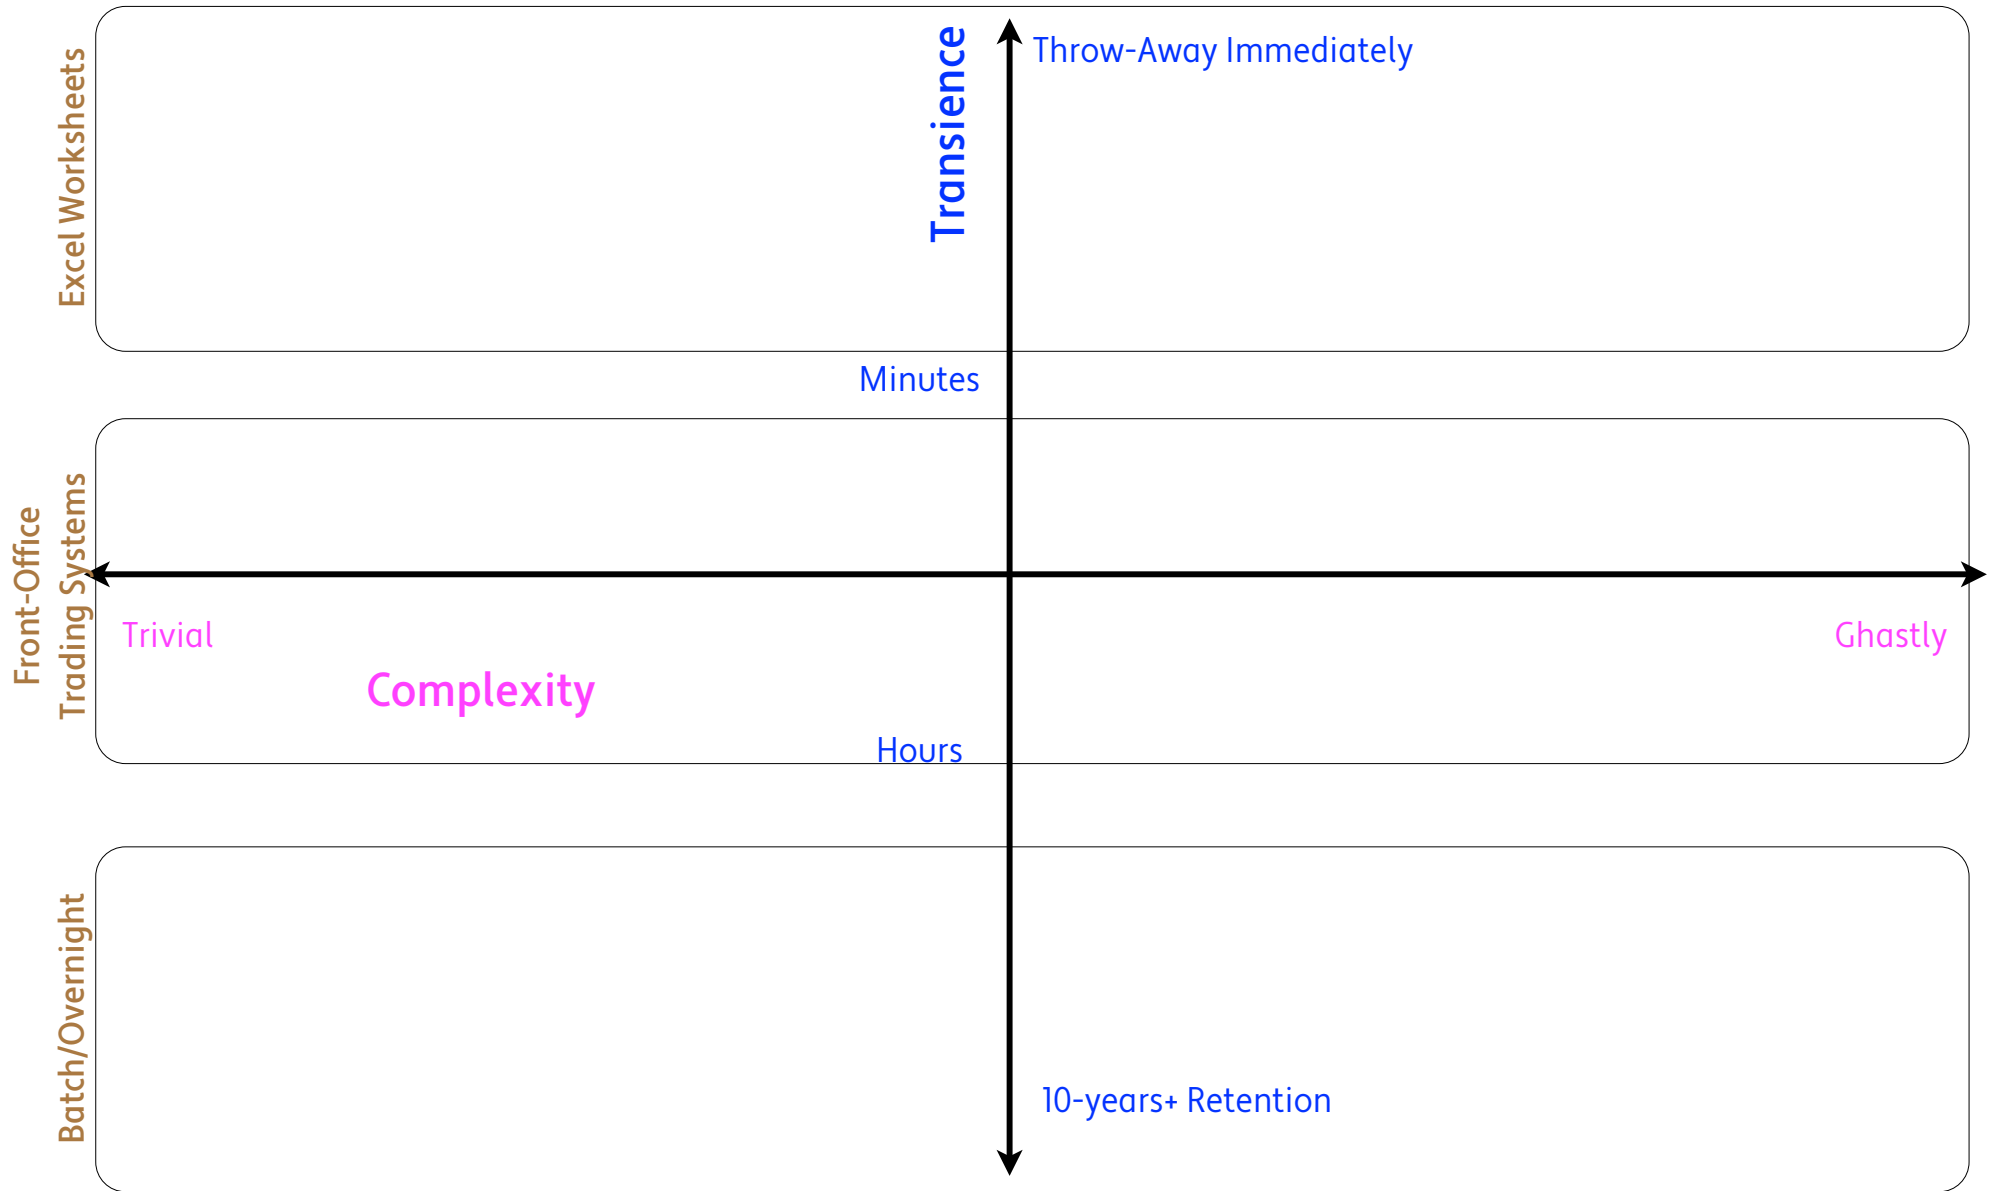 Excel Worksheets
Transience
Throw-Away Immediately
Minutes
Front-Office
Trading Systems
Trivial
Ghastly
Complexity
Hours
Batch/Overnight
10-years+ Retention